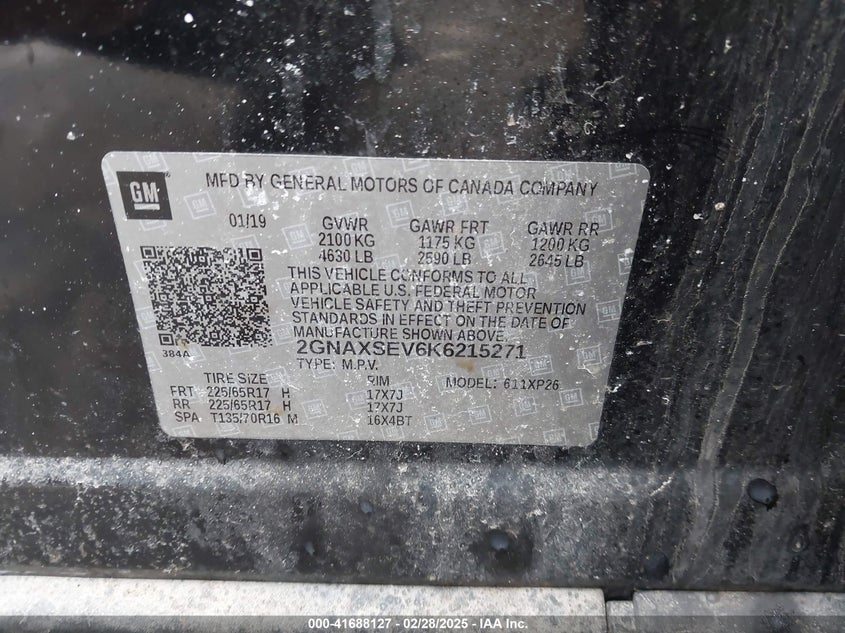 GM
MFD BY GENERAL MOTORS OF CANADA COMPANY
01/19 GVWR GAWR FRT GAWR RR
2100 KG 1175 KG 1200 KG
4630 LB 2590 LB 2645 LB
THIS VEHICLE CONFORMS TO ALL
APPLICABLE U.S. FEDERAL MOTOR
VEHICLE SAFETY AND THEFT PREVENTION
STANDARDS IN EFFECT ON THE DATE OF
MANUFACTURE SHOWN ABOVE.
384A 2GNAXSEV6K6215271
TYPE: M.P.V.
TIRE SIZE RIM MODEL: 611XP26
FRT 225/65R17 H 17X7J
RR 225/65R17 H 17X7J
SPA T135/70R16 M 16X4BT
000-41688127 - 02/28/2025 - IAA Inc.